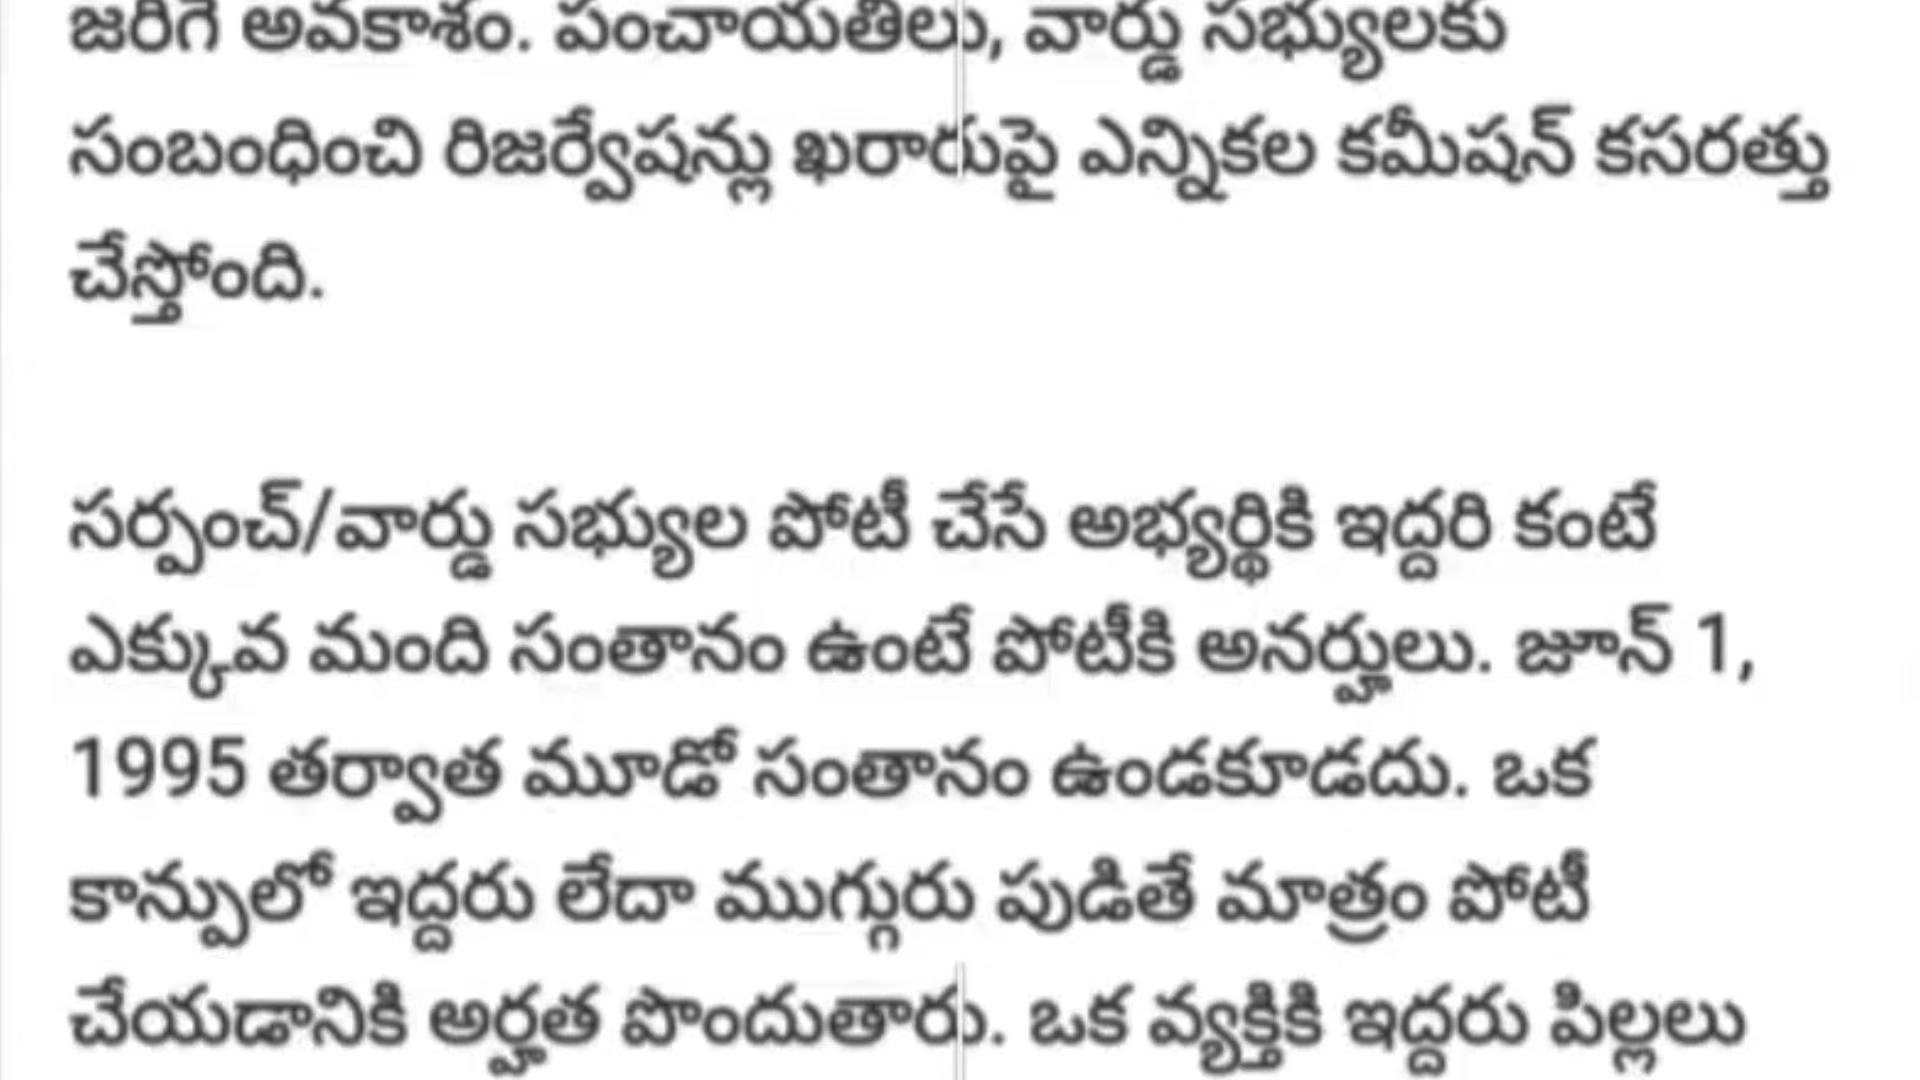 జరిగే అవకాశం. పంచాయతీలు, వార్డు సభ్యులకు
సంబంధించి రిజర్వేషన్లు ఖరారుపై ఎన్నికల కమీషన్ కసరత్తు
చేస్తోంది.
సర్పంచ్/వార్డు సభ్యుల పోటీ చేసే అభ్యర్థికి ఇద్దరి కంటే
ఎక్కువ మంది సంతానం ఉంటే పోటీకి అనర్హులు. జూన్ 1,
1995 తర్వాత మూడో సంతానం ఉండకూడదు. ఒక
కాన్పులో ఇద్దరు లేదా ముగ్గురు పుడితే మాత్రం పోటీ
చేయడానికి అర్హత పొందుతారు. ఒక వ్యక్తికి ఇద్దరు పిల్లలు